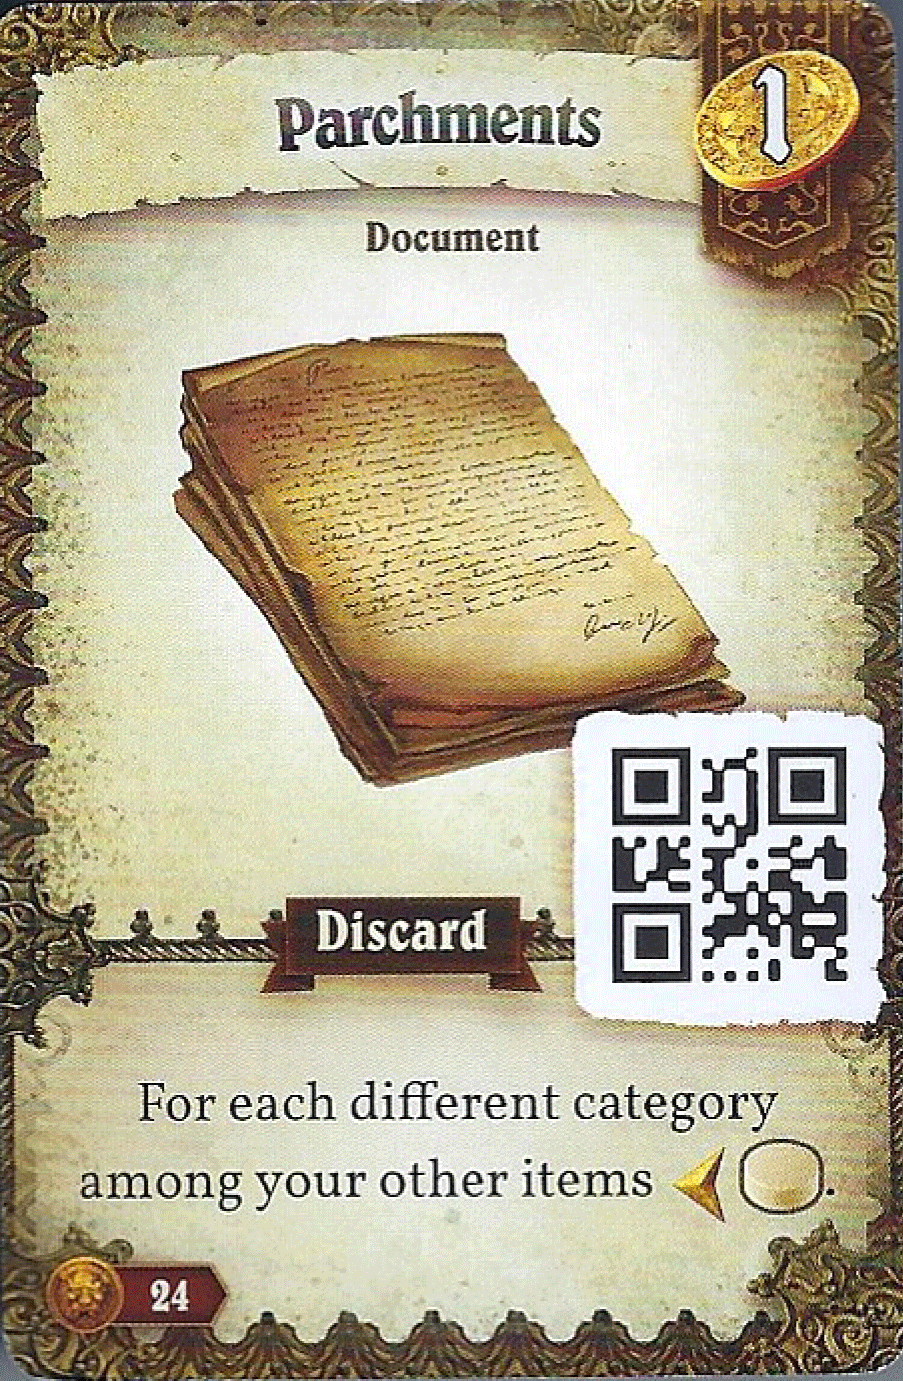 Parchments
1
Document
Discard
For each different category
among your other items .
24